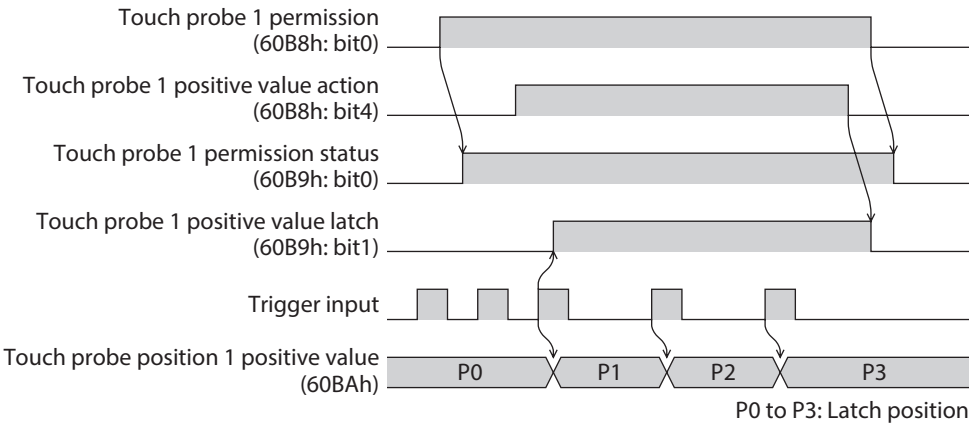 Touch probe 1 permission
(60B8h: bit0)
Touch probe 1 positive value action
(60B8h: bit4)
Touch probe 1 permission status
(60B9h: bit0)
Touch probe 1 positive value latch
(60B9h: bit1)
Trigger input
Touch probe position 1 positive value
(60BAh)
P0 P1 P2 P3
P0 to P3: Latch position